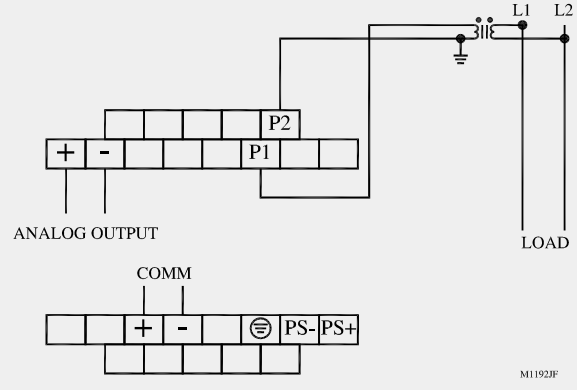 L1 L2
P2
+ - P1
ANALOG OUTPUT
LOAD
COMM
+ - PS- PS+
M1192JF